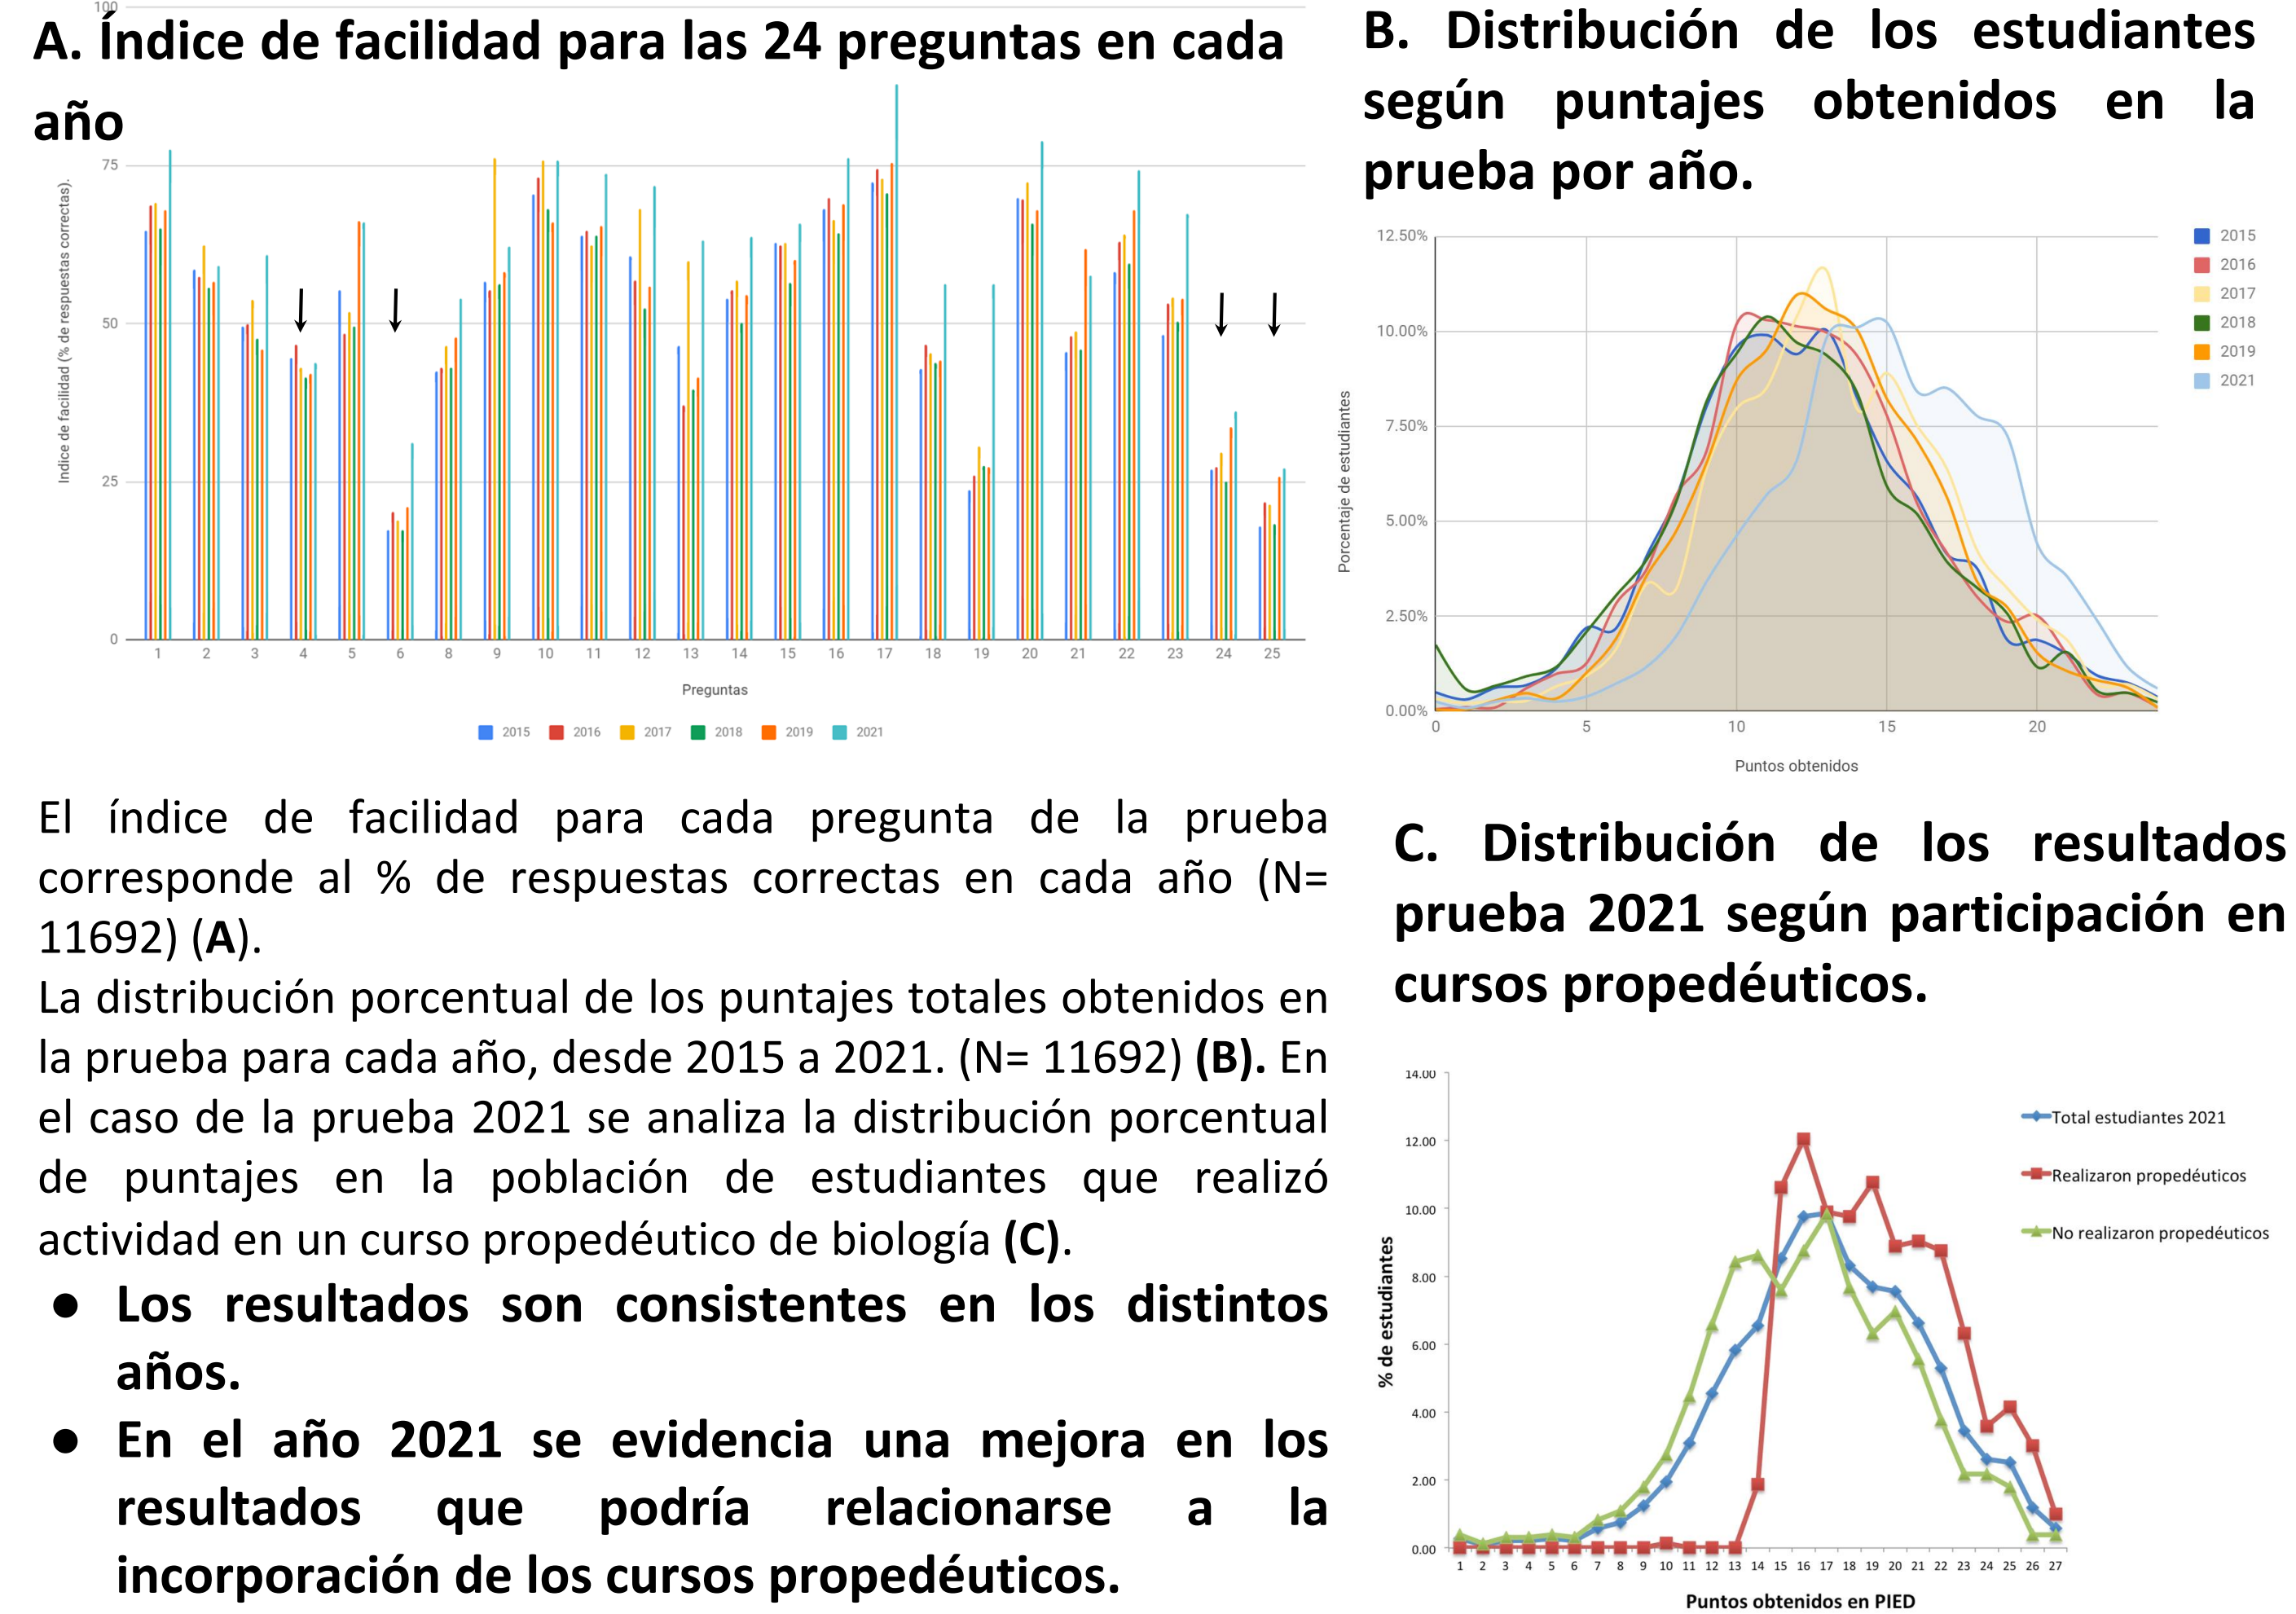 A. Índice de facilidad para las 24 preguntas en cada
año
100
75
50
25
0
Indice de facilidad (% de respuestas correctas).
1 2 3 4 5 6 8 9 10 11 12 13 14 15 16 17 18 19 20 21 22 23 24 25
Preguntas
2015 2016 2017 2018 2019 2021
El índice de facilidad para cada pregunta de la prueba
corresponde al % de respuestas correctas en cada año (N=
11692) (A).
La distribución porcentual de los puntajes totales obtenidos en
la prueba para cada año, desde 2015 a 2021. (N= 11692) (B). En
el caso de la prueba 2021 se analiza la distribución porcentual
de puntajes en la población de estudiantes que realizó
actividad en un curso propedéutico de biología (C).
● Los resultados son consistentes en los distintos
años.
● En el año 2021 se evidencia una mejora en los
resultados que podría relacionarse a la
incorporación de los cursos propedéuticos.
B. Distribución de los estudiantes
según puntajes obtenidos en la
prueba por año.
12.50%
10.00%
7.50%
5.00%
2.50%
0.00%
Porcentaje de estudiantes
0 5 10 15 20
Puntos obtenidos
2015
2016
2017
2018
2019
2021
C. Distribución de los resultados
prueba 2021 según participación en
cursos propedéuticos.
14.00
12.00
10.00
8.00
6.00
4.00
2.00
0.00
% de estudiantes
1 2 3 4 5 6 7 8 9 10 11 12 13 14 15 16 17 18 19 20 21 22 23 24 25 26 27
Puntos obtenidos en PIED
Total estudiantes 2021
Realizaron propedéuticos
No realizaron propedéuticos